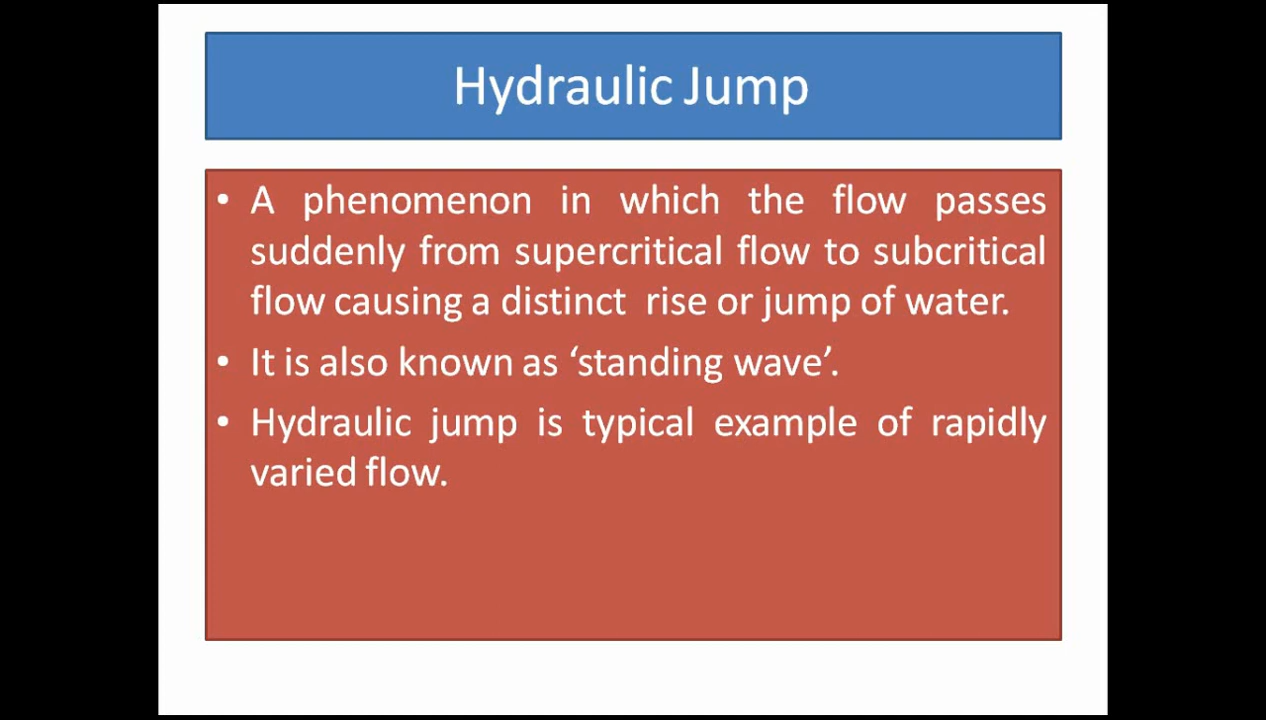 Hydraulic Jump
• A phenomenon in which the flow passes
suddenly from supercritical flow to subcritical
flow causing a distinct rise or jump of water.
• It is also known as ‘standing wave’.
• Hydraulic jump is typical example of rapidly
varied flow.